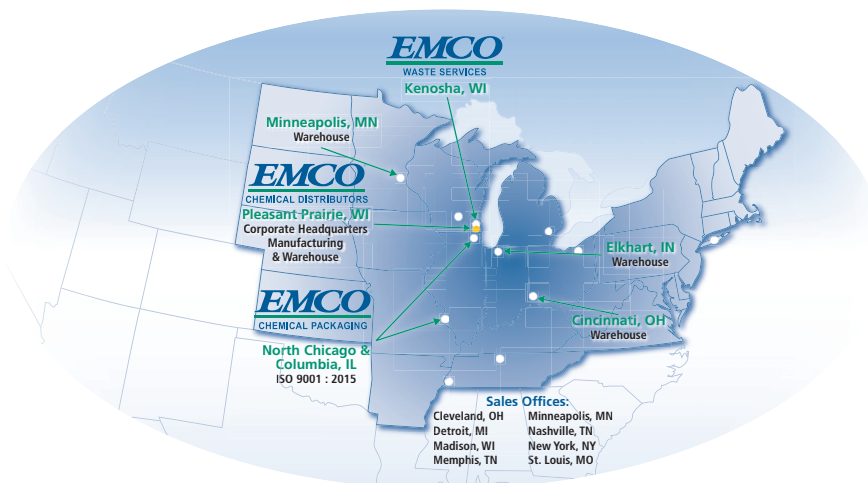 EMCO
WASTE SERVICES
Kenosha, WI
Minneapolis, MN
Warehouse
EMCO
CHEMICAL DISTRIBUTORS
Pleasant Prairie, WI
Corporate Headquarters
Manufacturing
& Warehouse
Elkhart, IN
Warehouse
EMCO
CHEMICAL PACKAGING
North Chicago &
Columbia, IL
ISO 9001 : 2015
Cincinnati, OH
Warehouse
Sales Offices:
Cleveland, OH
Detroit, MI
Madison, WI
Memphis, TN
Minneapolis, MN
Nashville, TN
New York, NY
St. Louis, MO